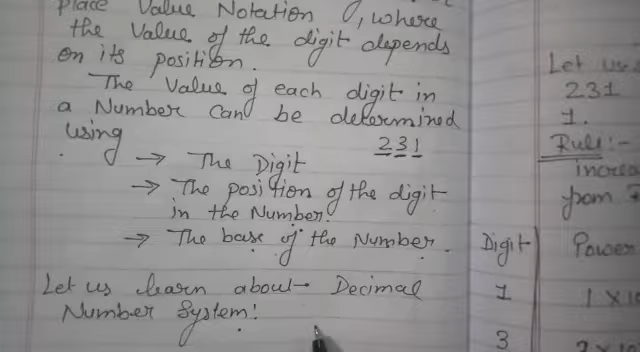 place Value Notation
, where
the Value of the digit depends
on its position.
The Value of each digit in
a Number can be determined
using
231
→ The Digit
→ The position of the digit
in the Number.
→ The base of the Number.
Let us learn about → Decimal
Number System!
Let us
231
1.
Rule:-
increa
from
Digit
Power
1
1 x 10
3